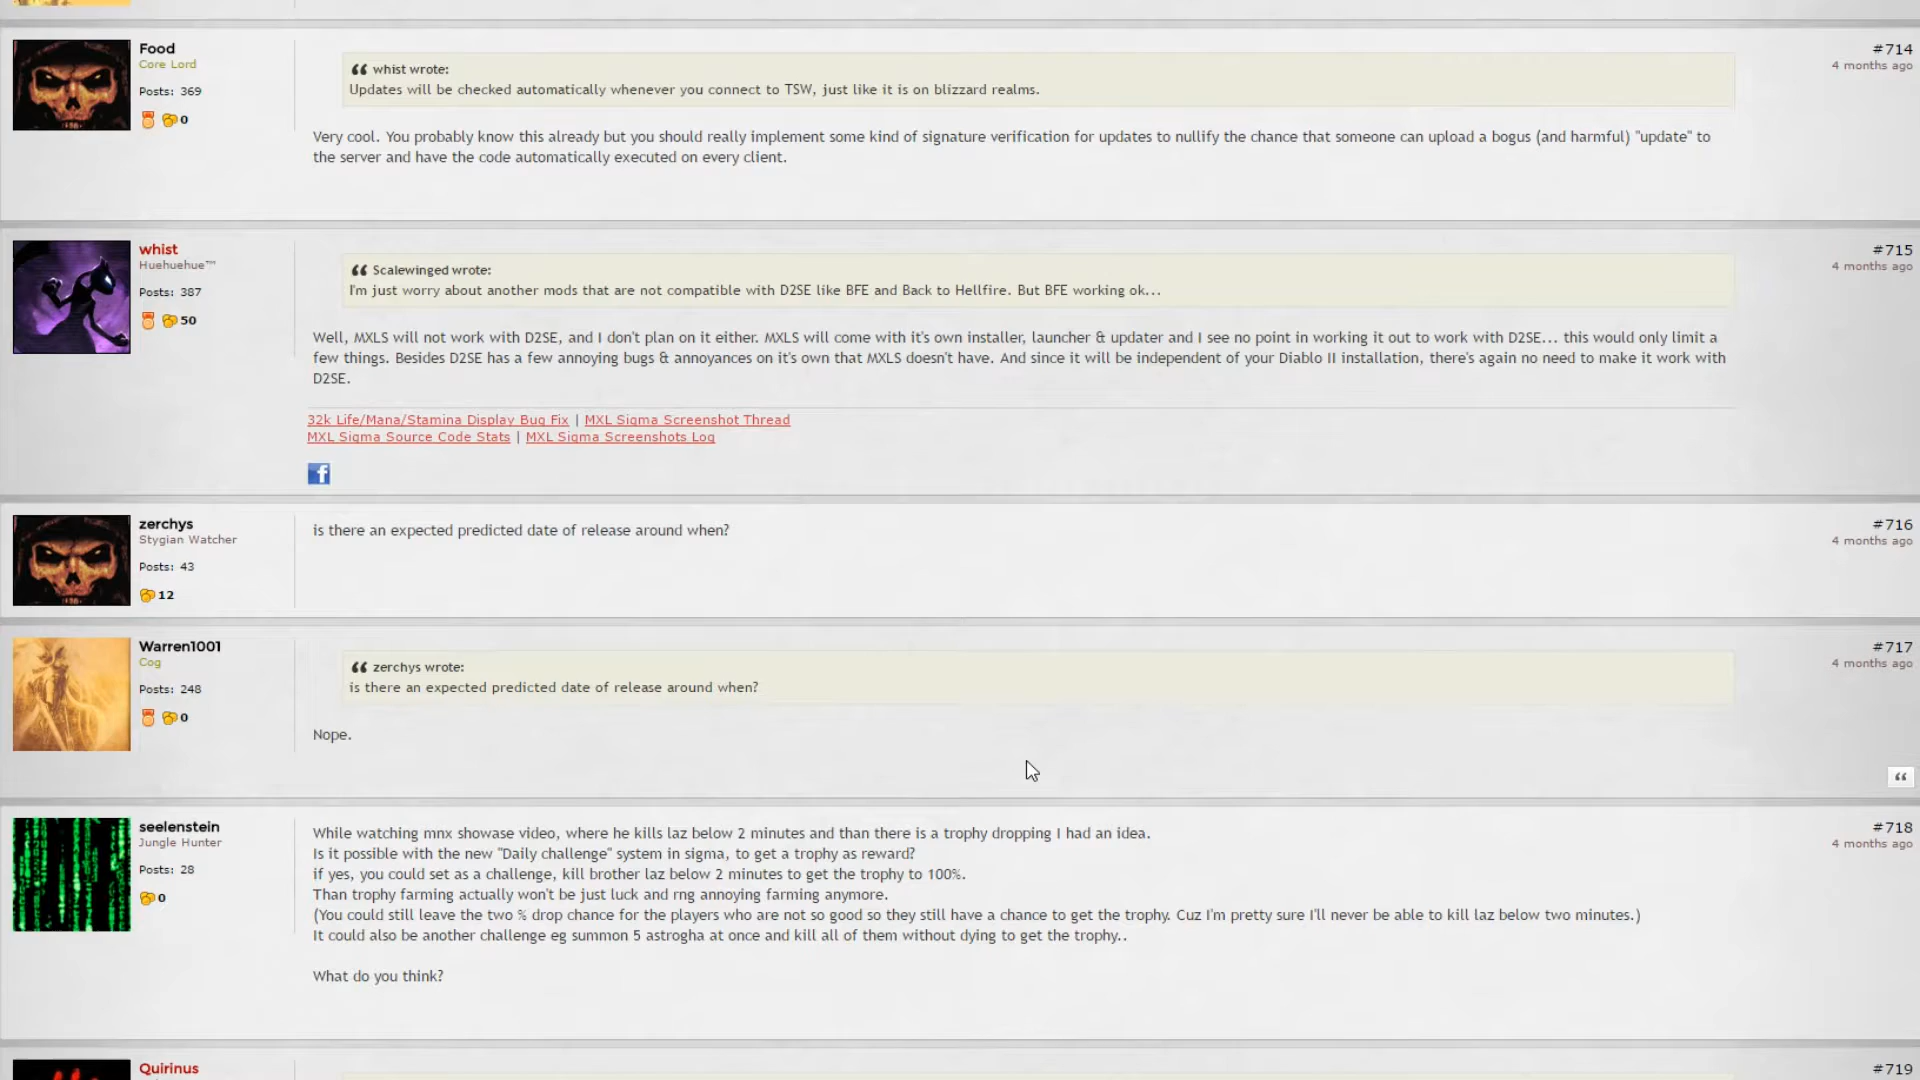 Food
Core Lord
Posts: 369
0
whist wrote:
Updates will be checked automatically whenever you connect to TSW, just like it is on blizzard realms.
Very cool. You probably know this already but you should really implement some kind of signature verification for updates to nullify the chance that someone can upload a bogus (and harmful) "update" to
the server and have the code automatically executed on every client.
#714
4 months ago
whist
Huehuehue™
Posts: 387
50
Scalewinged wrote:
I'm just worry about another mods that are not compatible with D2SE like BFE and Back to Hellfire. But BFE working ok...
Well, MXLS will not work with D2SE, and I don't plan on it either. MXLS will come with it's own installer, launcher & updater and I see no point in working it out to work with D2SE... this would only limit a
few things. Besides D2SE has a few annoying bugs & annoyances on it's own that MXLS doesn't have. And since it will be independent of your Diablo II installation, there's again no need to make it work with
D2SE.
32k Life/Mana/Stamina Display Bug Fix | MXL Sigma Screenshot Thread
MXL Sigma Source Code Stats | MXL Sigma Screenshots Log
#715
4 months ago
zerchys
Stygian Watcher
Posts: 43
12
is there an expected predicted date of release around when?
#716
4 months ago
Warren1001
Cog
Posts: 248
0
zerchys wrote:
is there an expected predicted date of release around when?
Nope.
#717
4 months ago
seelenstein
Jungle Hunter
Posts: 28
0
While watching mnx showase video, where he kills laz below 2 minutes and than there is a trophy dropping I had an idea.
Is it possible with the new "Daily challenge" system in sigma, to get a trophy as reward?
if yes, you could set as a challenge, kill brother laz below 2 minutes to get the trophy to 100%.
Than trophy farming actually won't be just luck and rng annoying farming anymore.
(You could still leave the two % drop chance for the players who are not so good so they still have a chance to get the trophy. Cuz I'm pretty sure I'll never be able to kill laz below two minutes.)
It could also be another challenge eg summon 5 astrogha at once and kill all of them without dying to get the trophy..
What do you think?
#718
4 months ago
Quirinus
#719